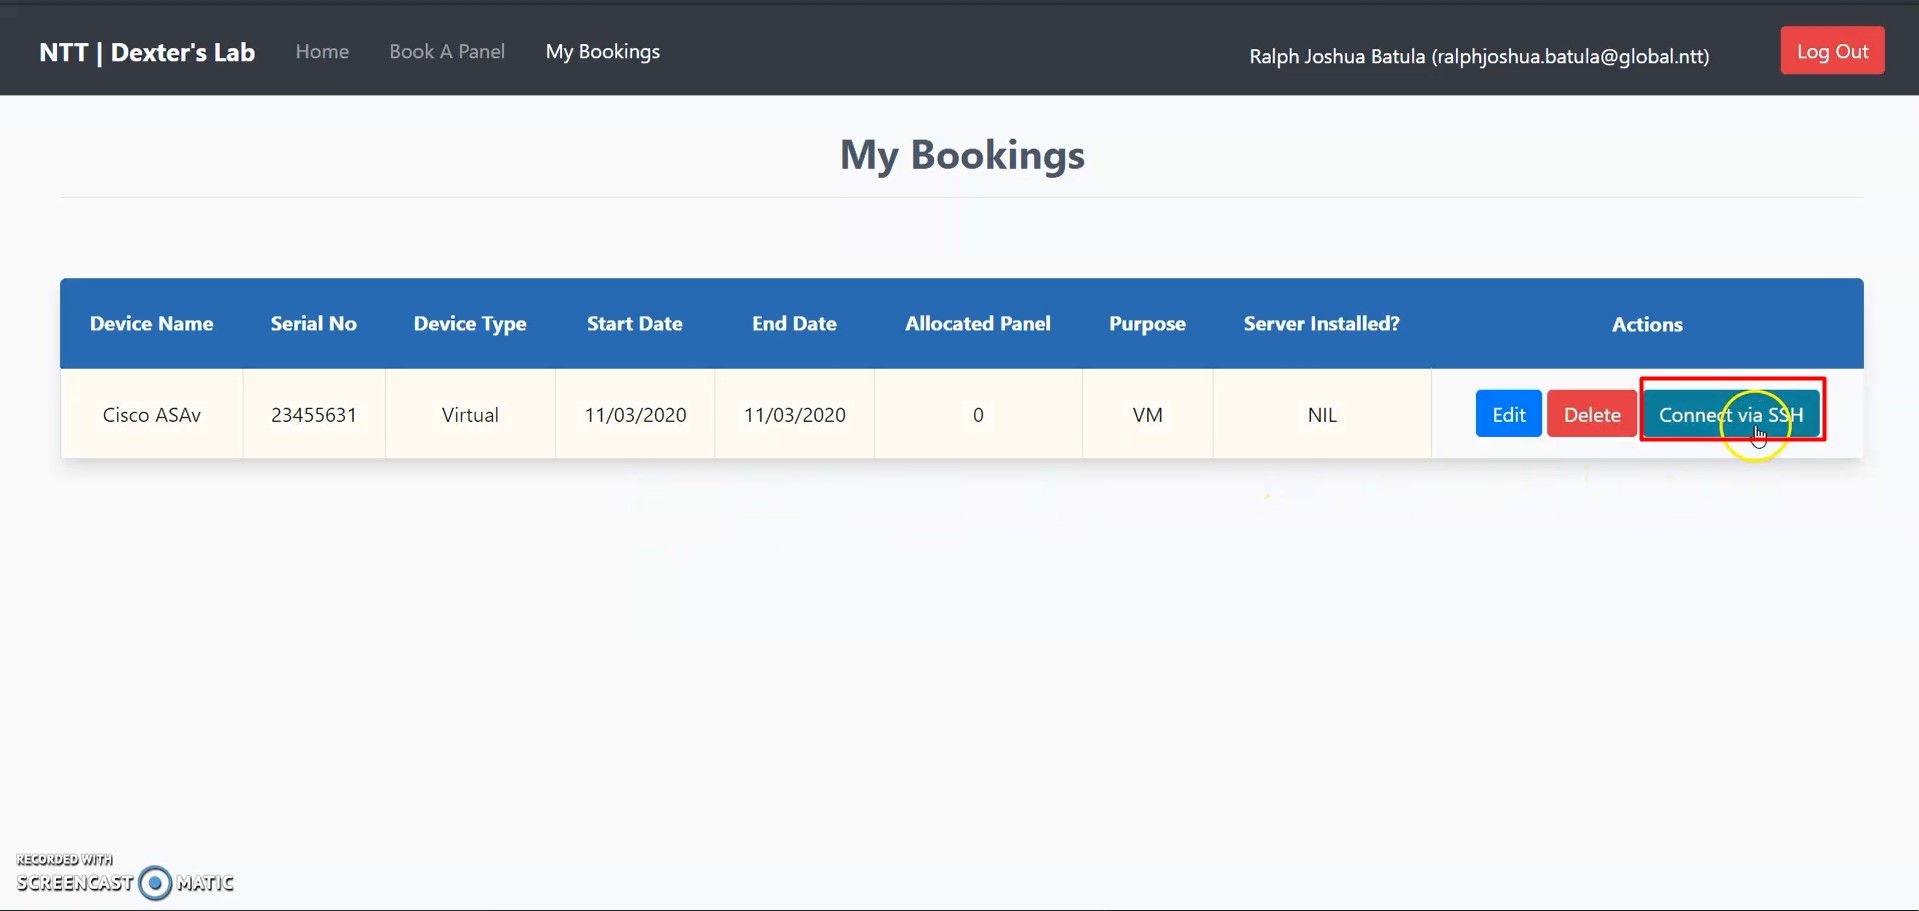 NTT | Dexter's Lab Home Book A Panel My Bookings Ralph Joshua Batula (ralphjoshua.batula@global.ntt) Log Out
My Bookings
Device Name Serial No Device Type Start Date End Date Allocated Panel Purpose Server Installed? Actions
Cisco ASAv 23455631 Virtual 11/03/2020 11/03/2020 0 VM NIL Edit Delete Connect via SSH
RECORDED WITH
SCREENCAST MATIC